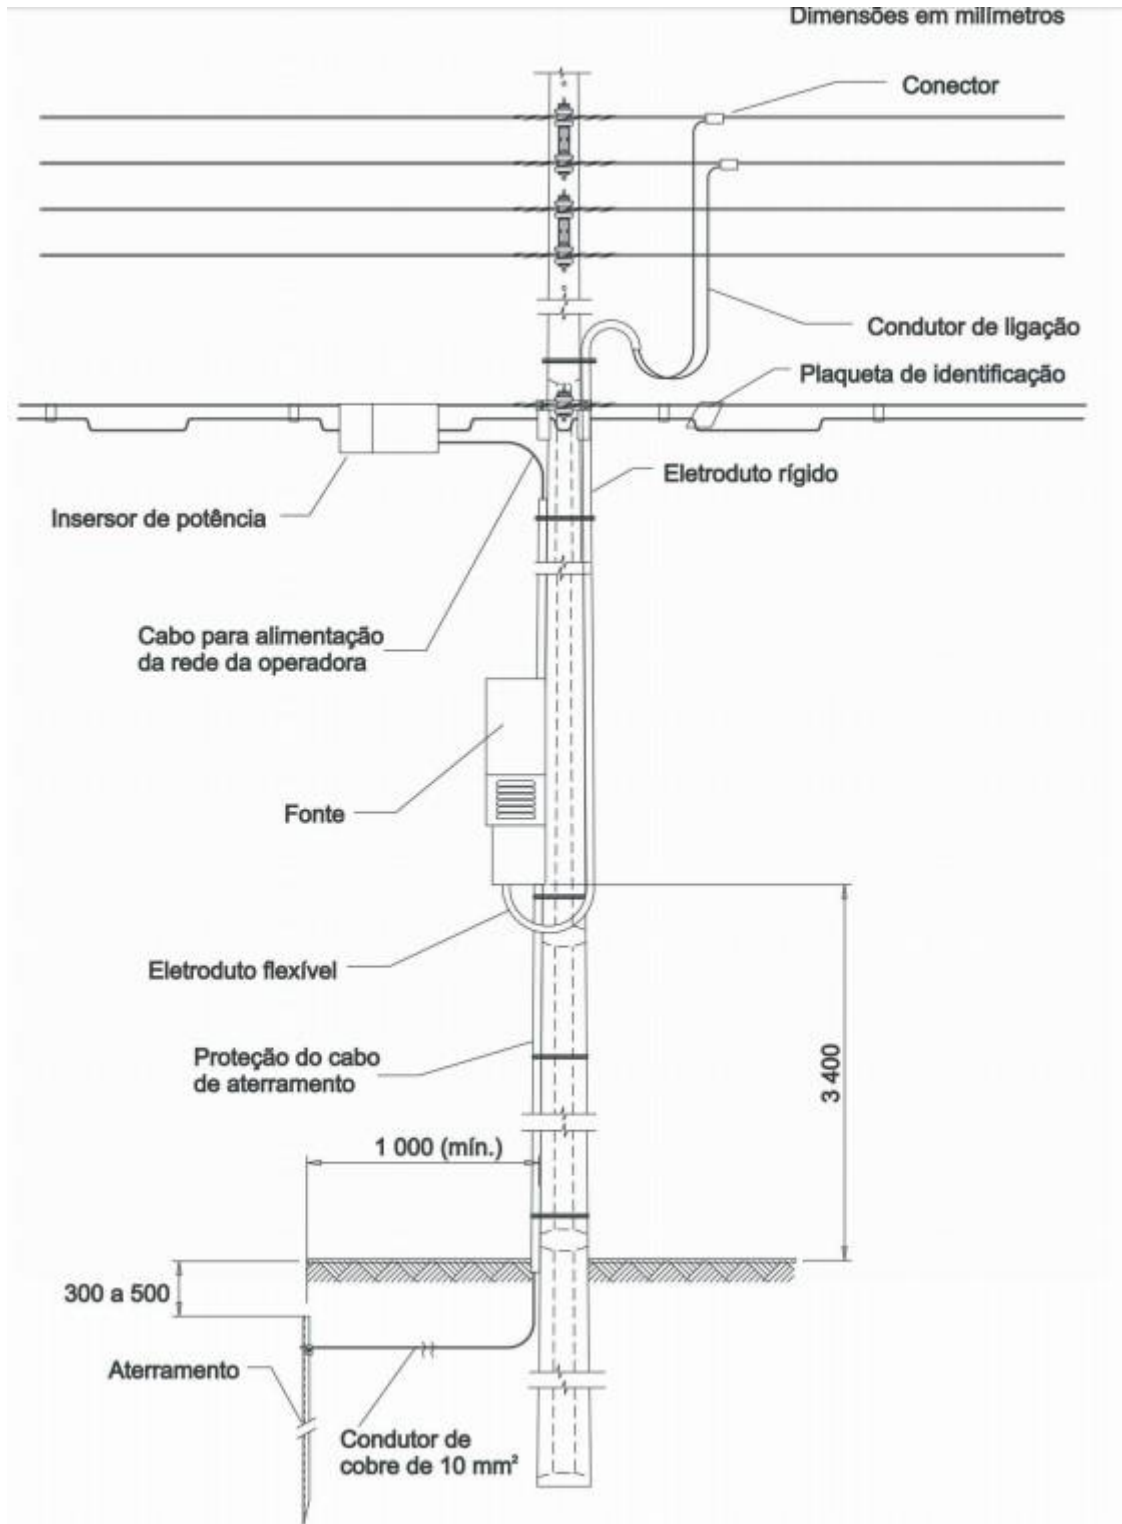 Dimensões em milímetros
Conector
Condutor de ligação
Plaqueta de identificação
Eletroduto rígido
Insersor de potência
Cabo para alimentação
da rede da operadora
Fonte
Eletroduto flexível
Proteção do cabo
de aterramento
3 400
1 000 (mín.)
300 a 500
Aterramento
Condutor de
cobre de 10 mm²